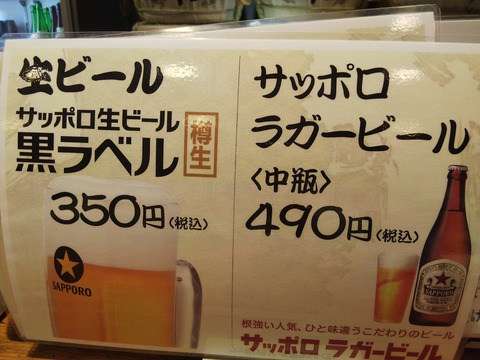 生ビール
サッポロ生ビール
黒ラベル
樽生
350円(税込)
SAPPORO
サッポロ
ラガービール
〈中瓶〉
490円(税込)
SAPPORO
根強い人気、ひと味違うこだわりのビール
サッポロ ラガービール